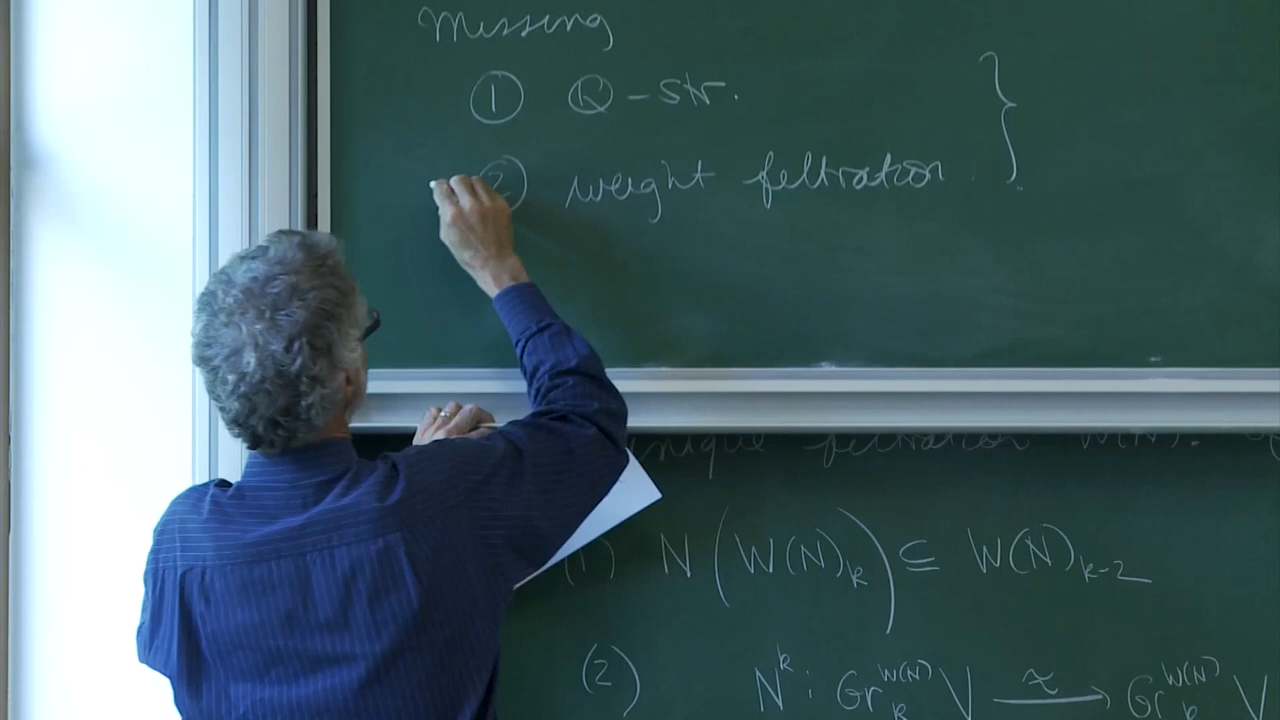 Missing
① ℚ - str.
② weight filtration. }
unique filtration W(N).
(1) N(W(N)_k) ⊆ W(N)_{k-2}
(2) N^k : Gr_k^{W(N)} V →^~ Gr_{-k}^{W(N)} V